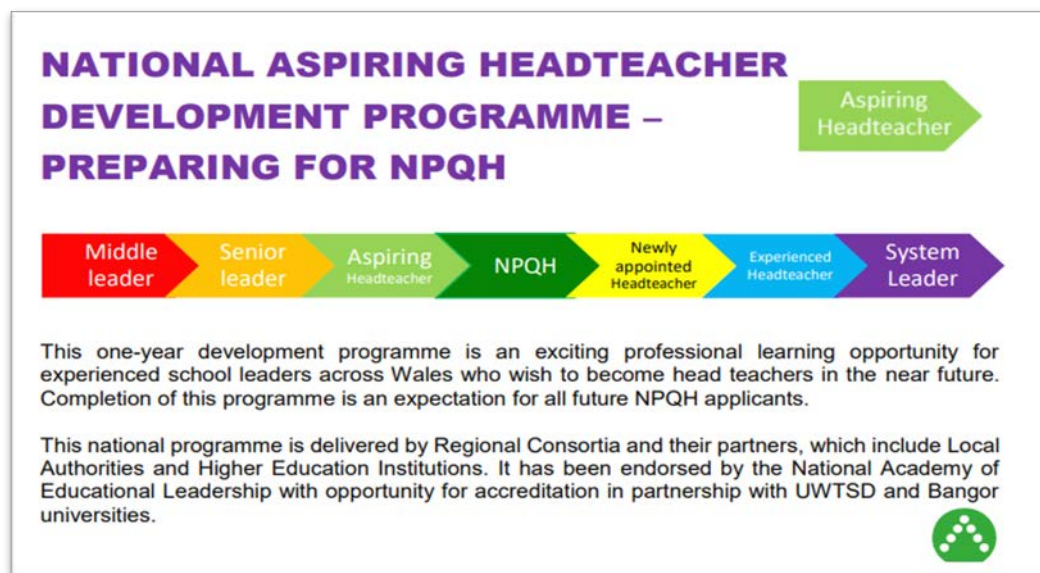 NATIONAL ASPIRING HEADTEACHER
DEVELOPMENT PROGRAMME –
PREPARING FOR NPQH
Aspiring
Headteacher
Middle
leader
Senior
leader
Aspiring
Headteacher
NPQH
Newly
appointed
Headteacher
Experienced
Headteacher
System
Leader
This one-year development programme is an exciting professional learning opportunity for
experienced school leaders across Wales who wish to become head teachers in the near future.
Completion of this programme is an expectation for all future NPQH applicants.
This national programme is delivered by Regional Consortia and their partners, which include Local
Authorities and Higher Education Institutions. It has been endorsed by the National Academy of
Educational Leadership with opportunity for accreditation in partnership with UWTSD and Bangor
universities.